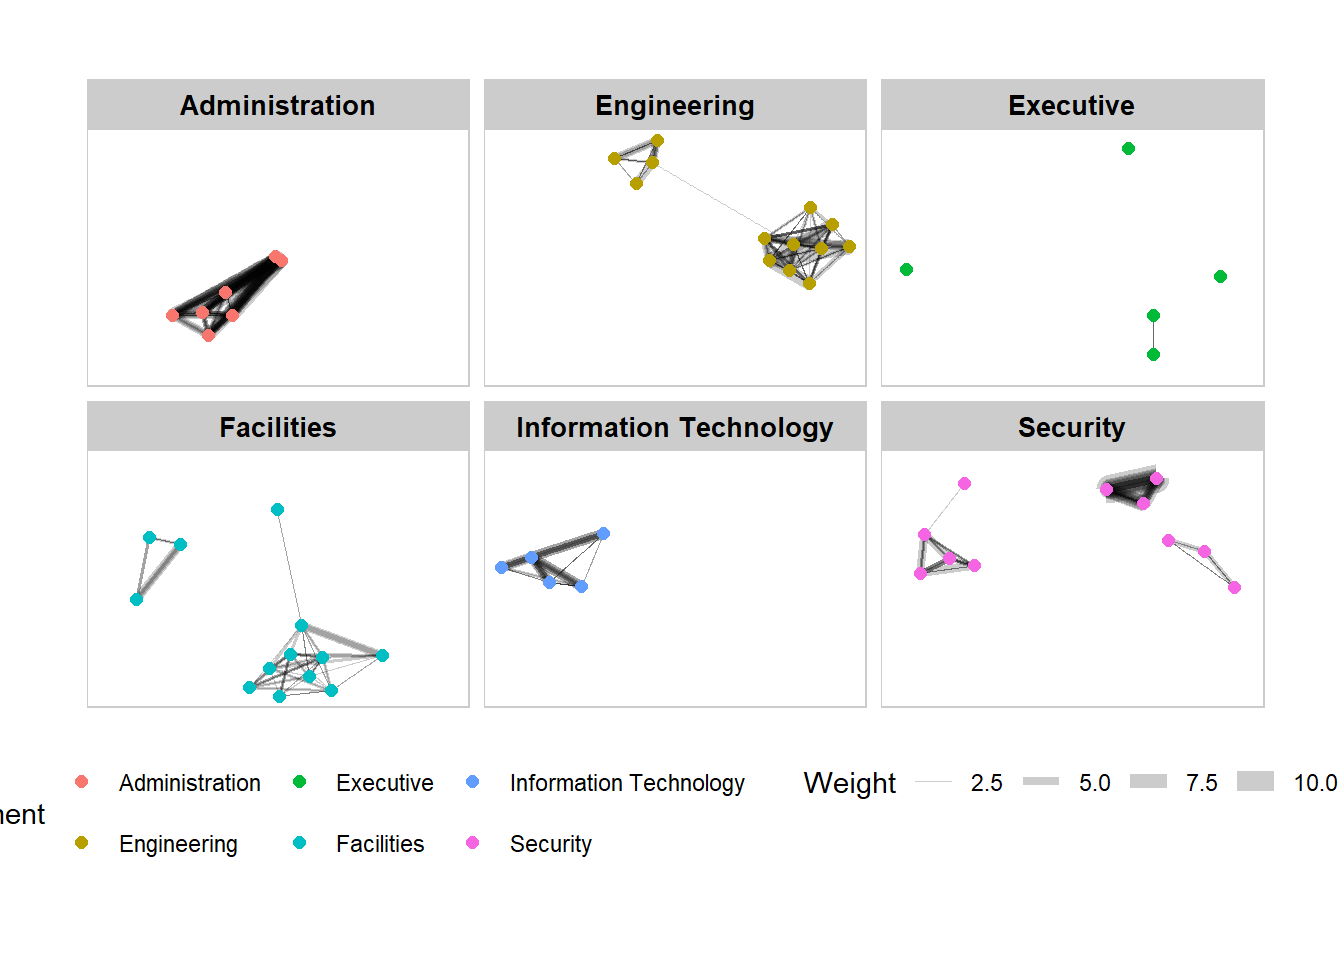 Administration
Engineering
Executive
Facilities
Information Technology
Security
Administration Executive Information Technology Weight 2.5 5.0 7.5 10.0
Engineering Facilities Security